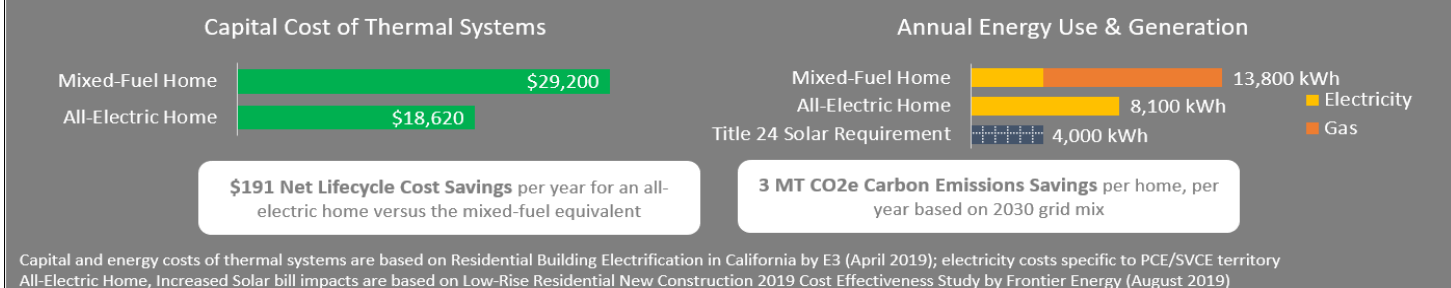 Capital Cost of Thermal Systems
Mixed-Fuel Home
$29,200
All-Electric Home
$18,620
$191 Net Lifecycle Cost Savings per year for an all-
electric home versus the mixed-fuel equivalent
Annual Energy Use & Generation
Mixed-Fuel Home
13,800 kWh
All-Electric Home
8,100 kWh
Title 24 Solar Requirement
4,000 kWh
Electricity
Gas
3 MT CO2e Carbon Emissions Savings per home, per
year based on 2030 grid mix
Capital and energy costs of thermal systems are based on Residential Building Electrification in California by E3 (April 2019); electricity costs specific to PCE/SVCE territory
All-Electric Home, Increased Solar bill impacts are based on Low-Rise Residential New Construction 2019 Cost Effectiveness Study by Frontier Energy (August 2019)